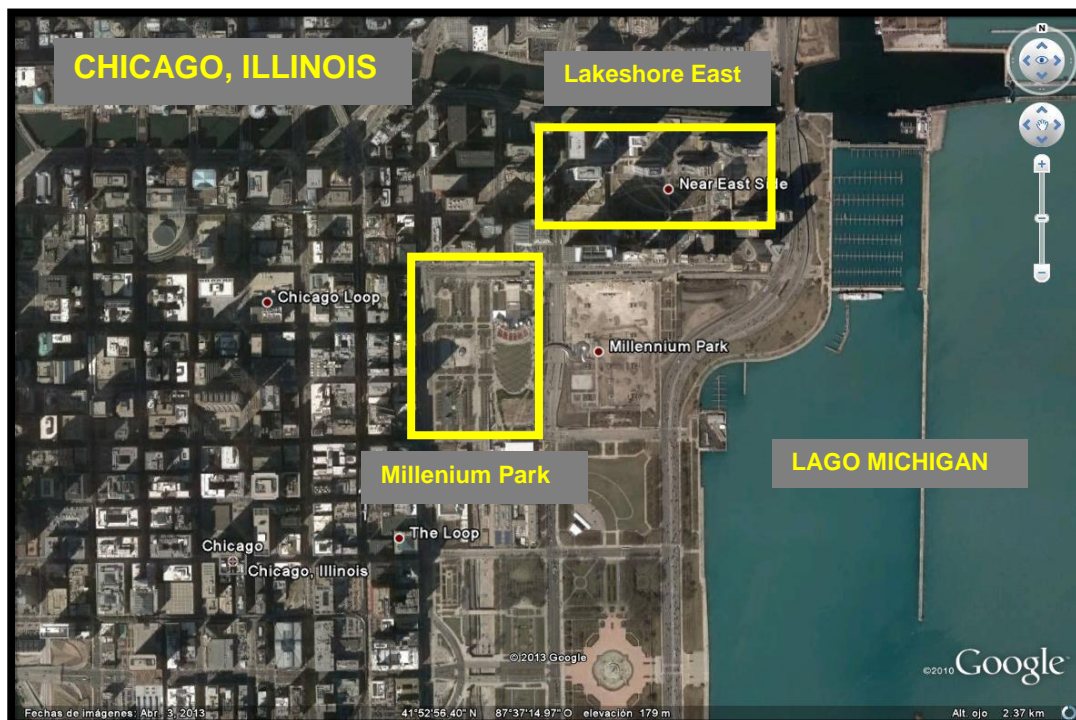 CHICAGO, ILLINOIS
Lakeshore East
N
Near East Side
Chicago Loop
Millennium Park
Millenium Park
LAGO MICHIGAN
The Loop
Chicago
Chicago, Illinois
© 2013 Google
©2010 Google
Fechas de imágenes: Abr 3, 2013 41°52'56.40" N 87°37'14.97" O elevación 179 m Alt. ojo 2.37 km